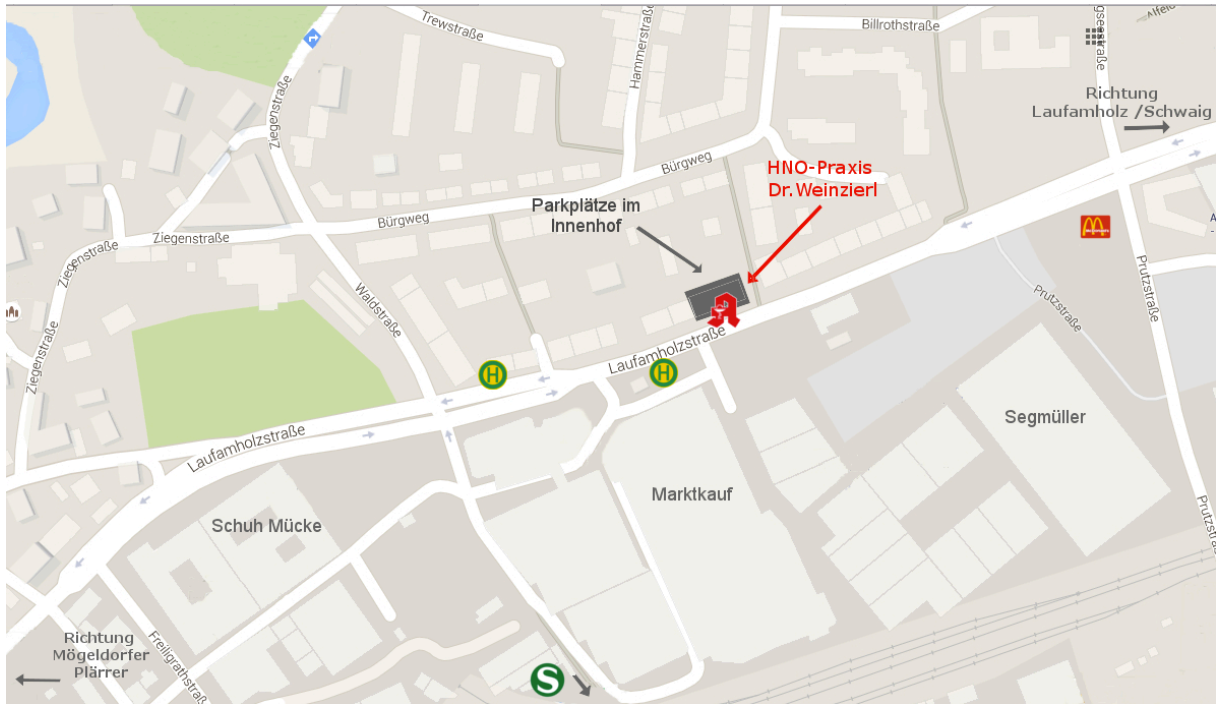 Trewstraße
Hammerstraße
Billrothstraße
Ziegenstraße
Richtung
Laufamholz /Schwaig
HNO-Praxis
Dr.Weinzierl
Bürgweg
Parkplätze im
Innenhof
Bürgweg
Ziegenstraße
Ziegenstraße
Ziegenstraße
Waldstraße
Prutzstraße
Prutzstraße
Laufamholzstraße
H
H
Laufamholzstraße
Segmüller
Marktkauf
Schuh Mücke
Freiligrathstraße
Richtung
Mögeldorfer
Plärrer
S